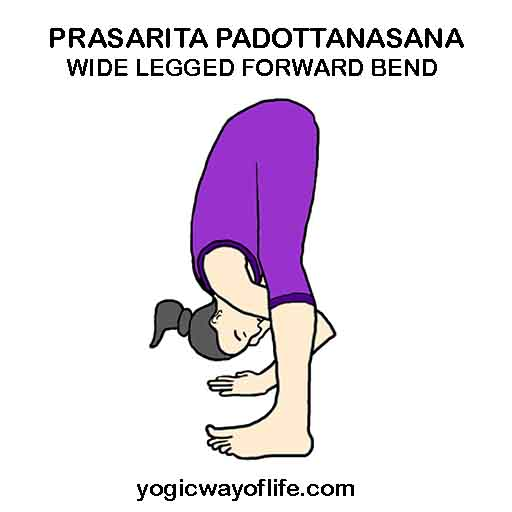 PRASARITA PADOTTANASANA
WIDE LEGGED FORWARD BEND
yogicwayoflife.com